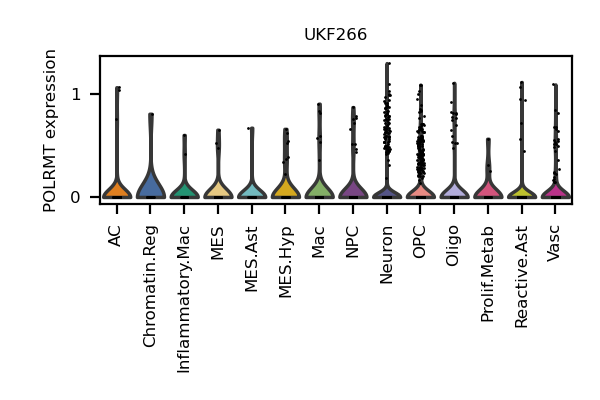 UKF266
POLRMT expression
1
0
AC
Chromatin.Reg
Inflammatory.Mac
MES
MES.Ast
MES.Hyp
Mac
NPC
Neuron
OPC
Oligo
Prolif.Metab
Reactive.Ast
Vasc